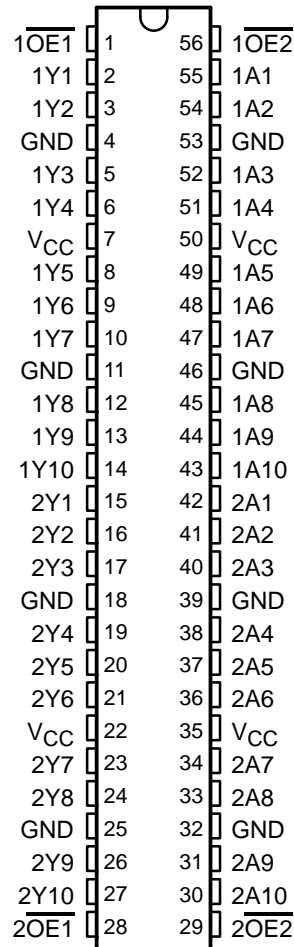 1OE1 1 56 1OE2
1Y1 2 55 1A1
1Y2 3 54 1A2
GND 4 53 GND
1Y3 5 52 1A3
1Y4 6 51 1A4
VCC 7 50 VCC
1Y5 8 49 1A5
1Y6 9 48 1A6
1Y7 10 47 1A7
GND 11 46 GND
1Y8 12 45 1A8
1Y9 13 44 1A9
1Y10 14 43 1A10
2Y1 15 42 2A1
2Y2 16 41 2A2
2Y3 17 40 2A3
GND 18 39 GND
2Y4 19 38 2A4
2Y5 20 37 2A5
2Y6 21 36 2A6
VCC 22 35 VCC
2Y7 23 34 2A7
2Y8 24 33 2A8
GND 25 32 GND
2Y9 26 31 2A9
2Y10 27 30 2A10
2OE1 28 29 2OE2